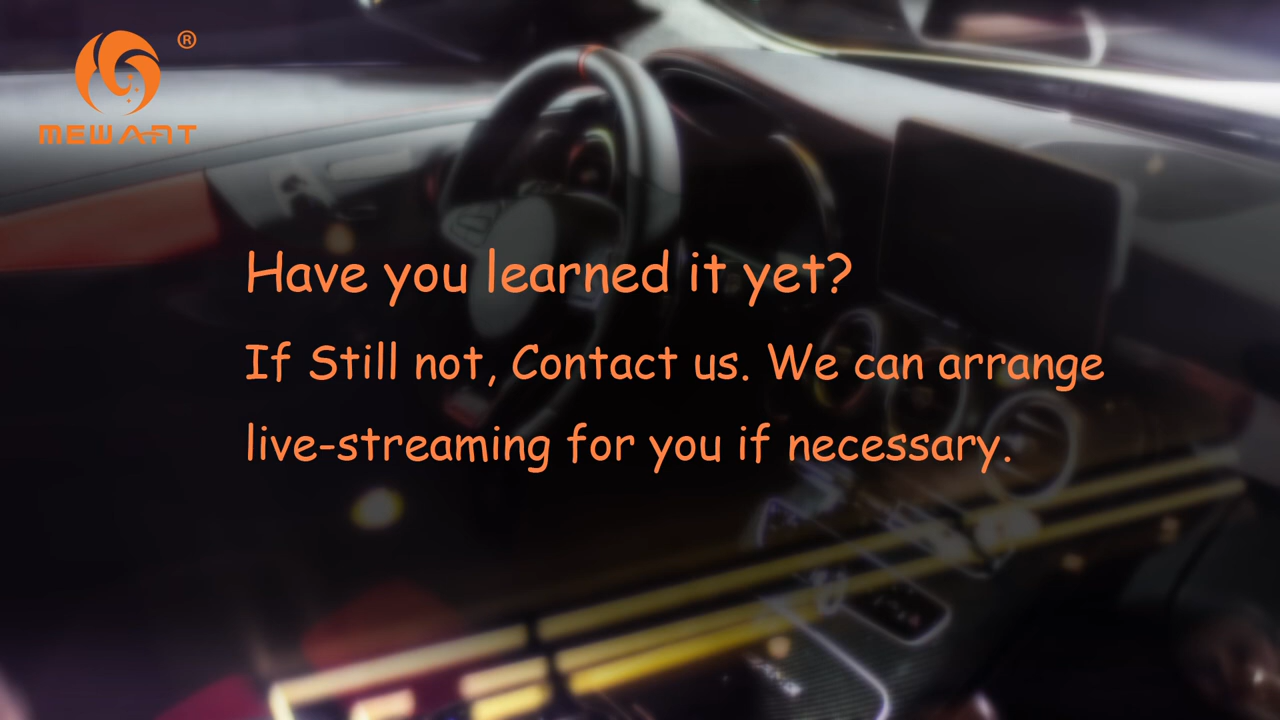 ®
MEWANT
Have you learned it yet?
If Still not, Contact us. We can arrange
live-streaming for you if necessary.